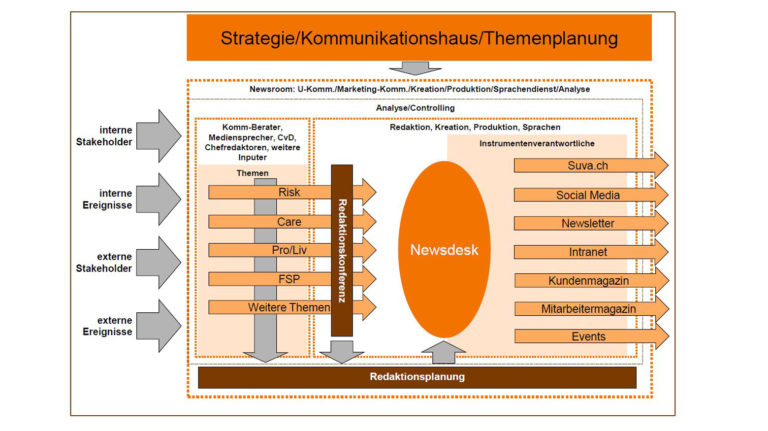 Strategie/Kommunikationshaus/Themenplanung
Newsroom: U-Komm./Marketing-Komm./Kreation/Produktion/Sprachendienst/Analyse
Analyse/Controlling
interne
Stakeholder
interne
Ereignisse
externe
Stakeholder
externe
Ereignisse
Komm-Berater,
Mediensprecher, CvD,
Chefredaktoren, weitere
Inputer
Themen
Risk
Care
Pro/Liv
FSP
Weitere Themen
Redaktionskonferenz
Redaktion, Kreation, Produktion, Sprachen
Instrumentenverantwortliche
Newsdesk
Suva.ch
Social Media
Newsletter
Intranet
Kundenmagazin
Mitarbeitermagazin
Events
Redaktionsplanung